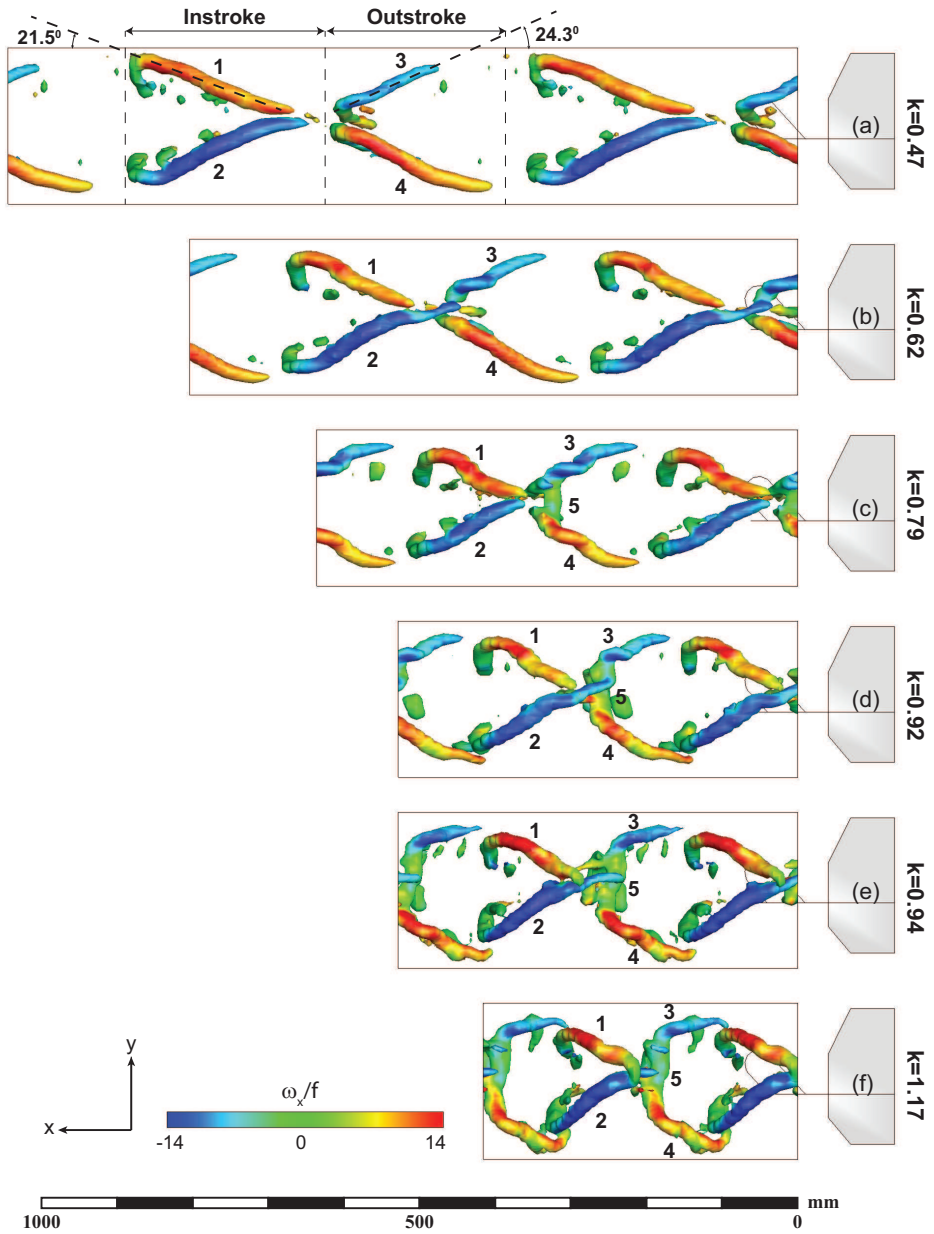 Instroke Outstroke
21.5⁰ 24.3⁰
1 3
2 4
(a) k=0.47
1 3
2 4
(b) k=0.62
1 3
5
2 4
(c) k=0.79
1 3
5
2 4
(d) k=0.92
1 3
5
2 4
(e) k=0.94
1 3
5
2 4
(f) k=1.17
y
x
ωx/f
-14 0 14
mm
1000 500 0